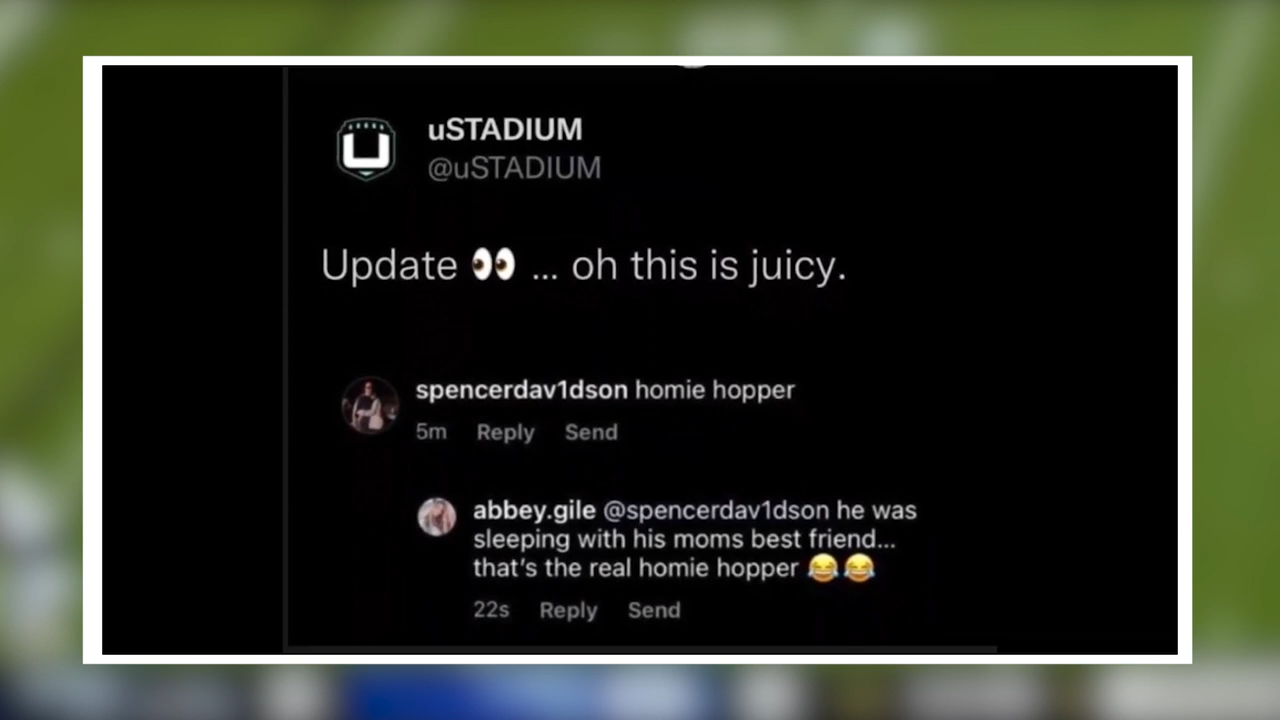 uSTADIUM
@uSTADIUM
Update 👀 ... oh this is juicy.
spencerdav1dson homie hopper
5m Reply Send
abbey.gile @spencerdav1dson he was
sleeping with his moms best friend...
that's the real homie hopper 😂😂
22s Reply Send